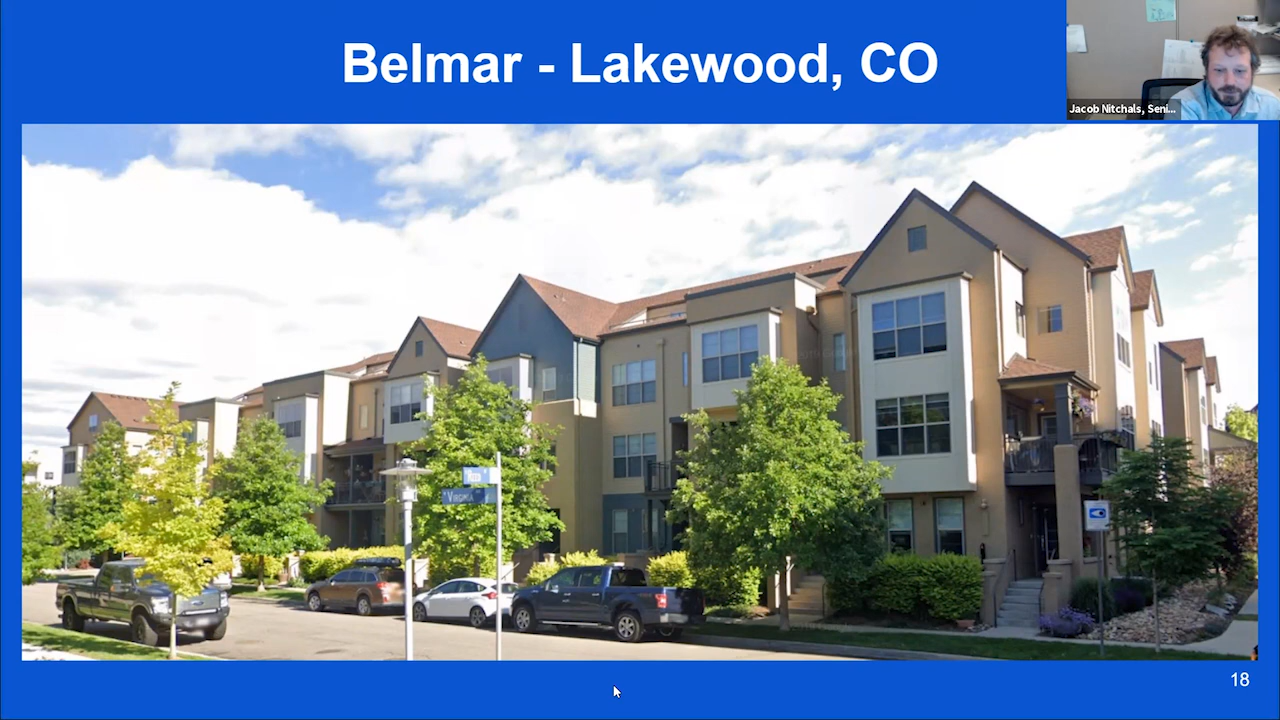 Belmar - Lakewood, CO
Jacob Nitchals, Seni...
VIRGINIA
18